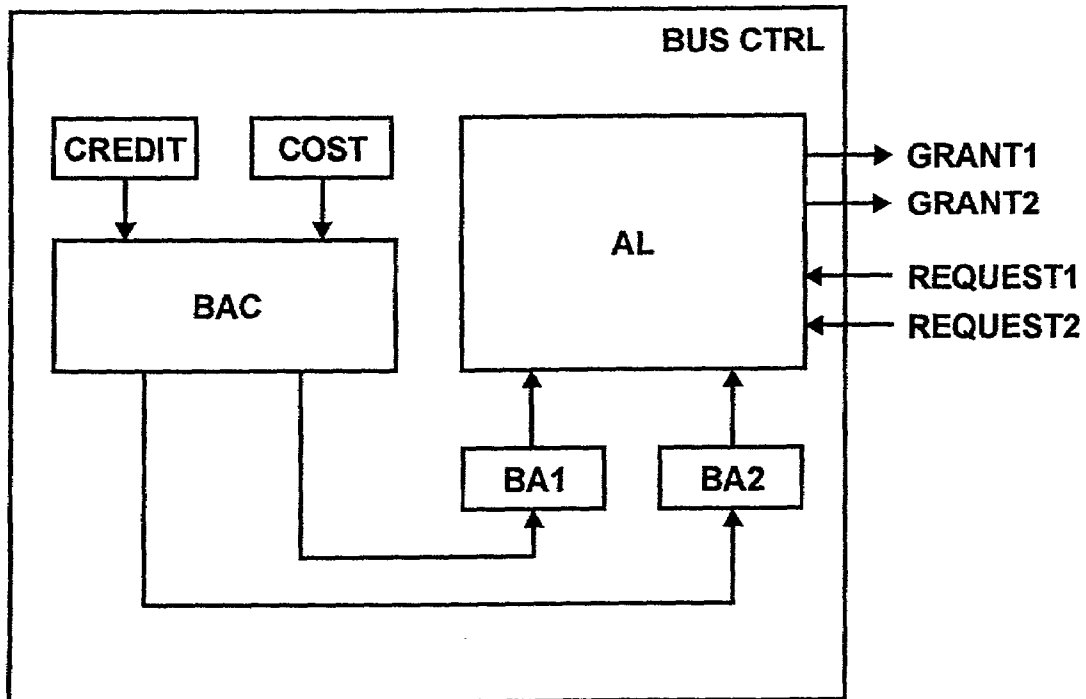 BUS CTRL
CREDIT
COST
AL
GRANT1
GRANT2
REQUEST1
REQUEST2
BAC
BA1
BA2